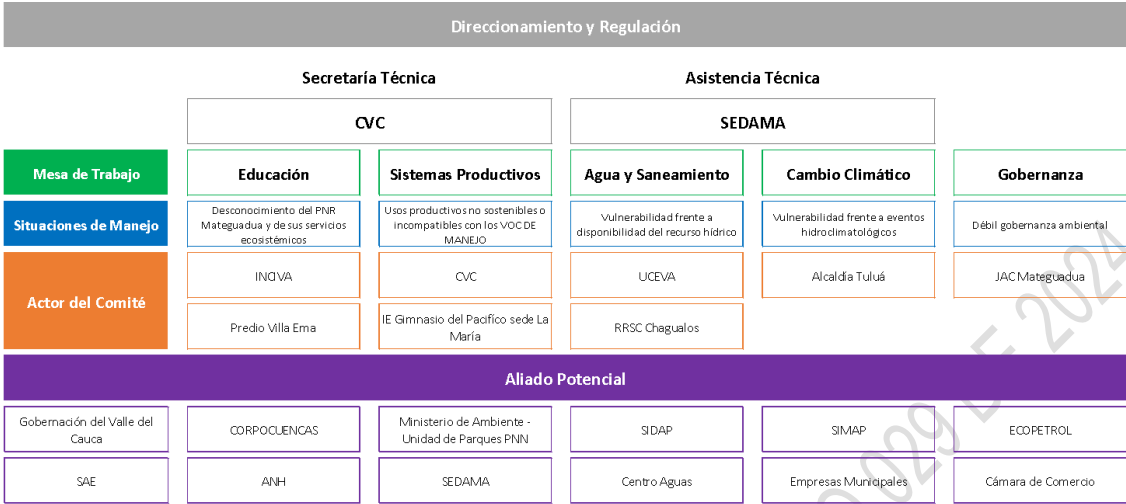 Direccionamiento y Regulación
Secretaría Técnica
Asistencia Técnica
CVC
SEDAMA
Mesa de Trabajo
Educación
Sistemas Productivos
Agua y Saneamiento
Cambio Climático
Gobernanza
Situaciones de Manejo
Desconocimiento del PNR
Mateguadua y de sus servicios
ecosistémicos
Usos productivos no sostenibles o
incompatibles con los VOC DE
MANEJO
Vulnerabilidad frente a
disponibilidad del recurso hídrico
Vulnerabilidad frente a eventos
hidroclimatológicos
Débil gobernanza ambiental
Actor del Comité
INCIVA
CVC
UCEVA
Alcaldía Tuluá
JAC Mateguadua
Predio Villa Ema
IE Gimnasio del Pacifíco sede La
María
RRSC Chagualos
Aliado Potencial
Gobernación del Valle del
Cauca
CORPOCUENCAS
Ministerio de Ambiente -
Unidad de Parques PNN
SIDAP
SIMAP
ECOPETROL
SAE
ANH
SEDAMA
Centro Aguas
Empresas Municipales
Cámara de Comercio
029 DE 2024